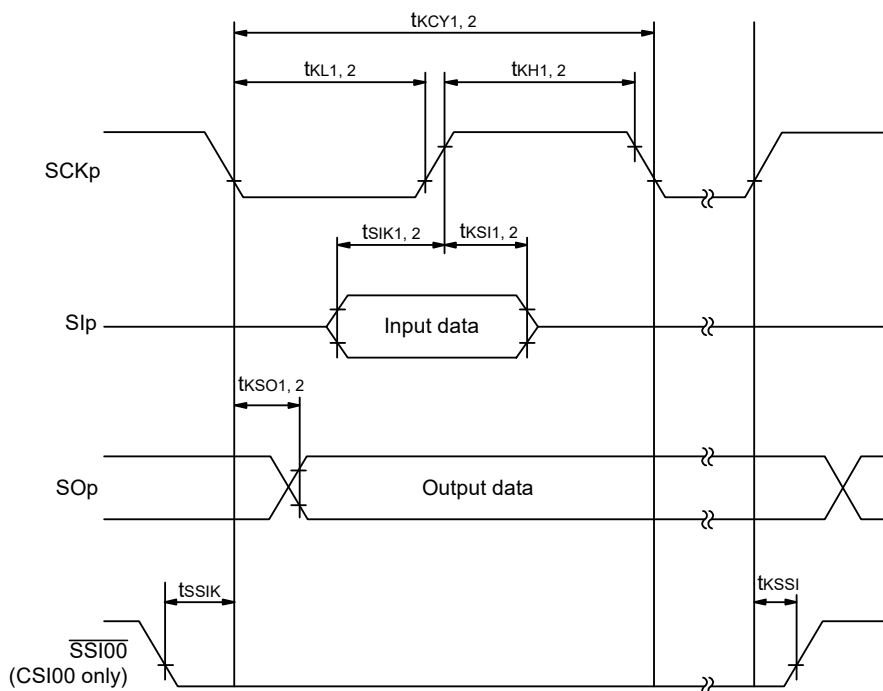 tKCY1, 2
tKL1, 2
tKH1, 2
SCKp
tSIK1, 2
tKSI1, 2
SIp
Input data
tKSO1, 2
SOp
Output data
tSSIK
tKSSI
SSI00
(CSI00 only)